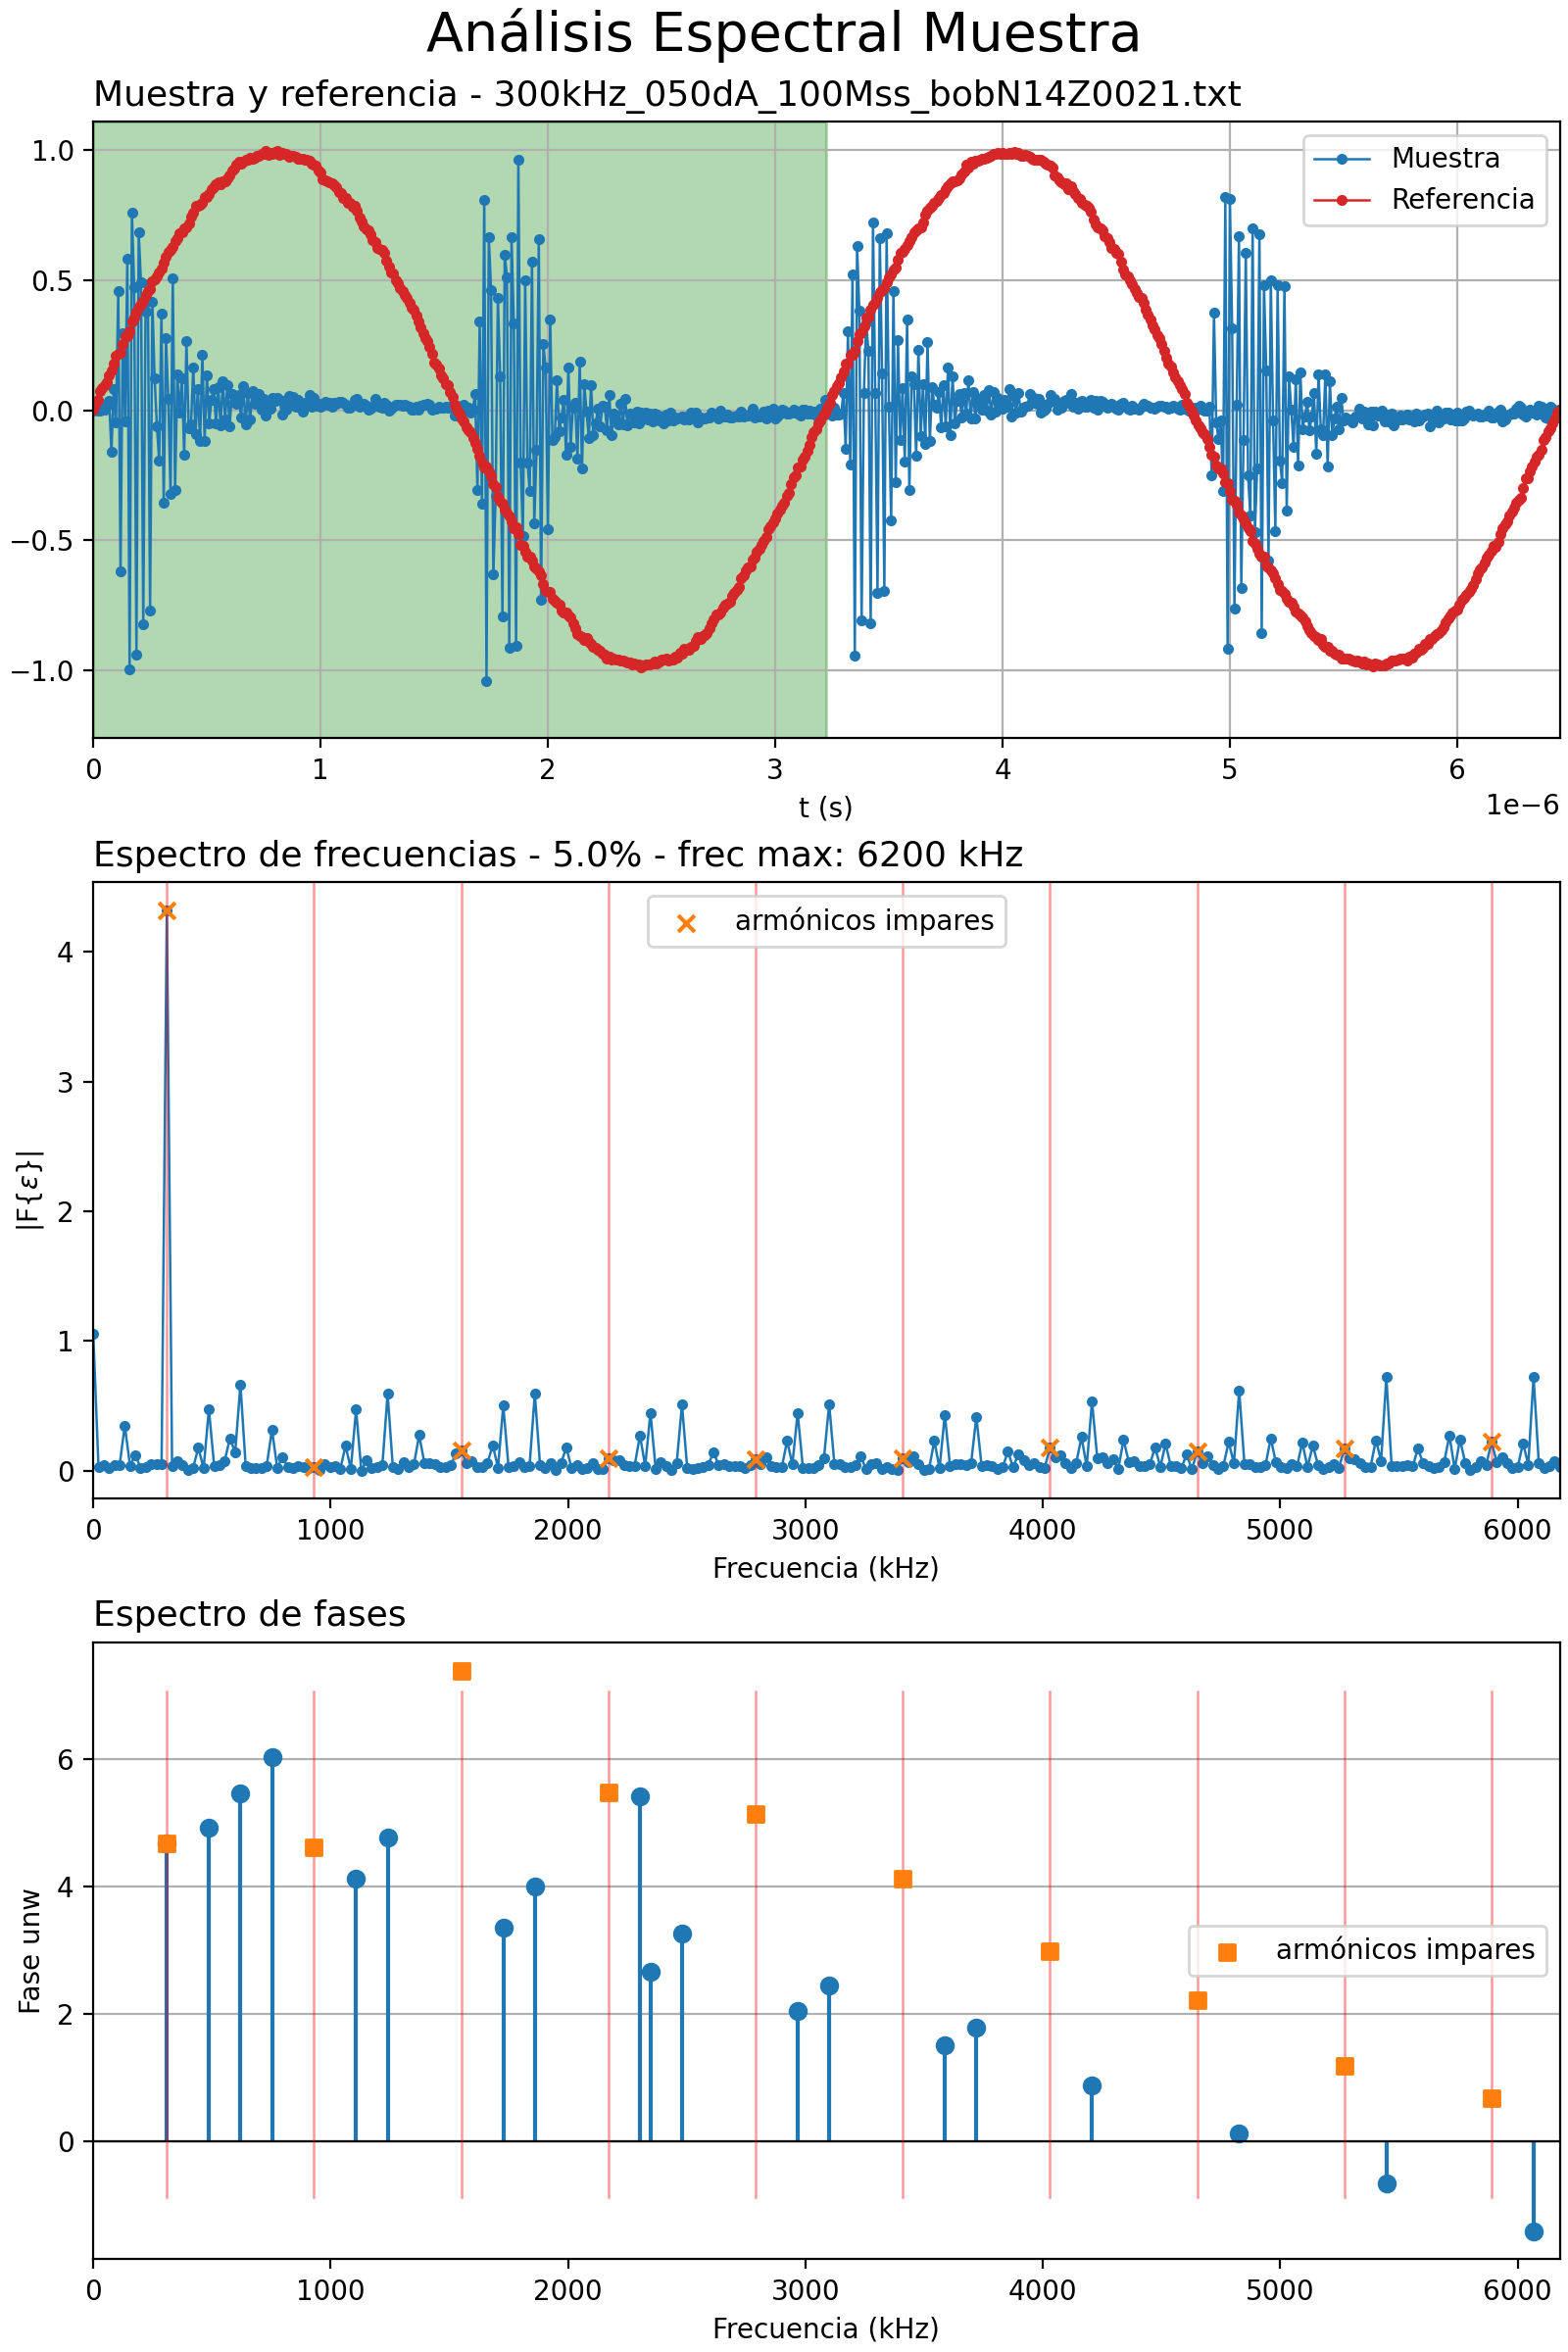 Análisis Espectral Muestra
Muestra y referencia - 300kHz_050dA_100Mss_bobN14Z0021.txt
1.0
0.5
0.0
−0.5
−1.0
Muestra
Referencia
0 1 2 3 4 5 6
t (s)
1e−6
Espectro de frecuencias - 5.0% - frec max: 6200 kHz
4
3
2
1
0
|F{ε}|
armónicos impares
0 1000 2000 3000 4000 5000 6000
Frecuencia (kHz)
Espectro de fases
6
4
2
0
Fase unw
armónicos impares
0 1000 2000 3000 4000 5000 6000
Frecuencia (kHz)